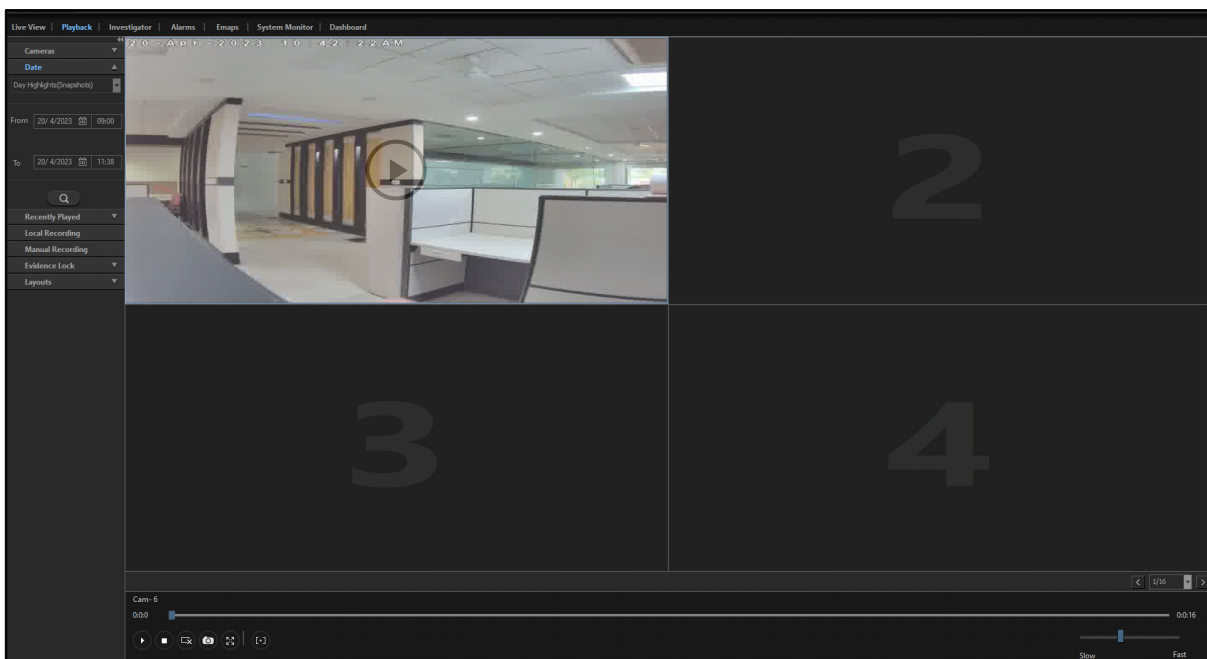 Live View | Playback | Investigator | Alarms | Emaps | System Monitor | Dashboard
Cameras
Date
Day Highlights(Snapshots)
From 20/ 4/2023 09:00
To 20/ 4/2023 11:38
Recently Played
Local Recording
Manual Recording
Evidence Lock
Layouts
20-Apr-2023 10:42:22AM
2
3
4
1/16
Cam- 6
0:0:0
0:0:16
Slow Fast